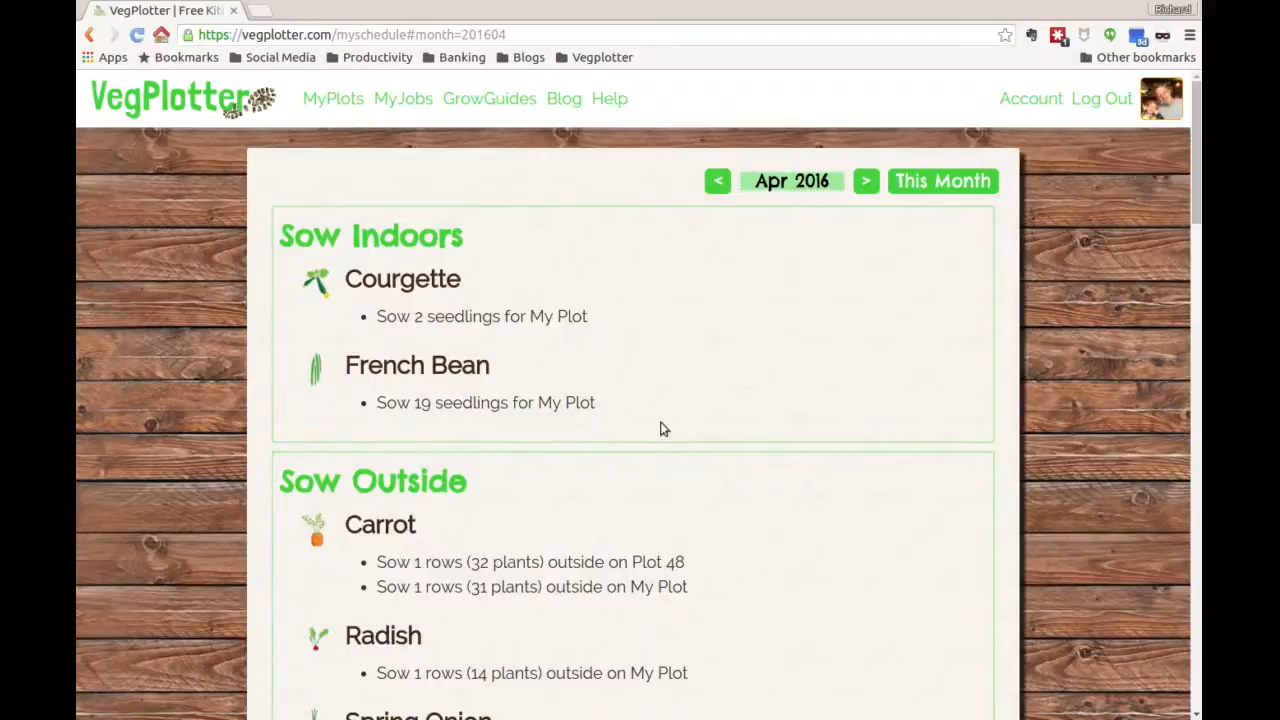 VegPlotter | Free Kit
Richard
https://vegplotter.com/myschedule#month=201604
1
3d
Apps Bookmarks Social Media Productivity Banking Blogs Vegplotter Other bookmarks
VegPlotter MyPlots MyJobs GrowGuides Blog Help Account Log Out
< Apr 2016 > This Month
Sow Indoors
Courgette
• Sow 2 seedlings for My Plot
French Bean
• Sow 19 seedlings for My Plot
Sow Outside
Carrot
• Sow 1 rows (32 plants) outside on Plot 48
• Sow 1 rows (31 plants) outside on My Plot
Radish
• Sow 1 rows (14 plants) outside on My Plot
Spring Onion